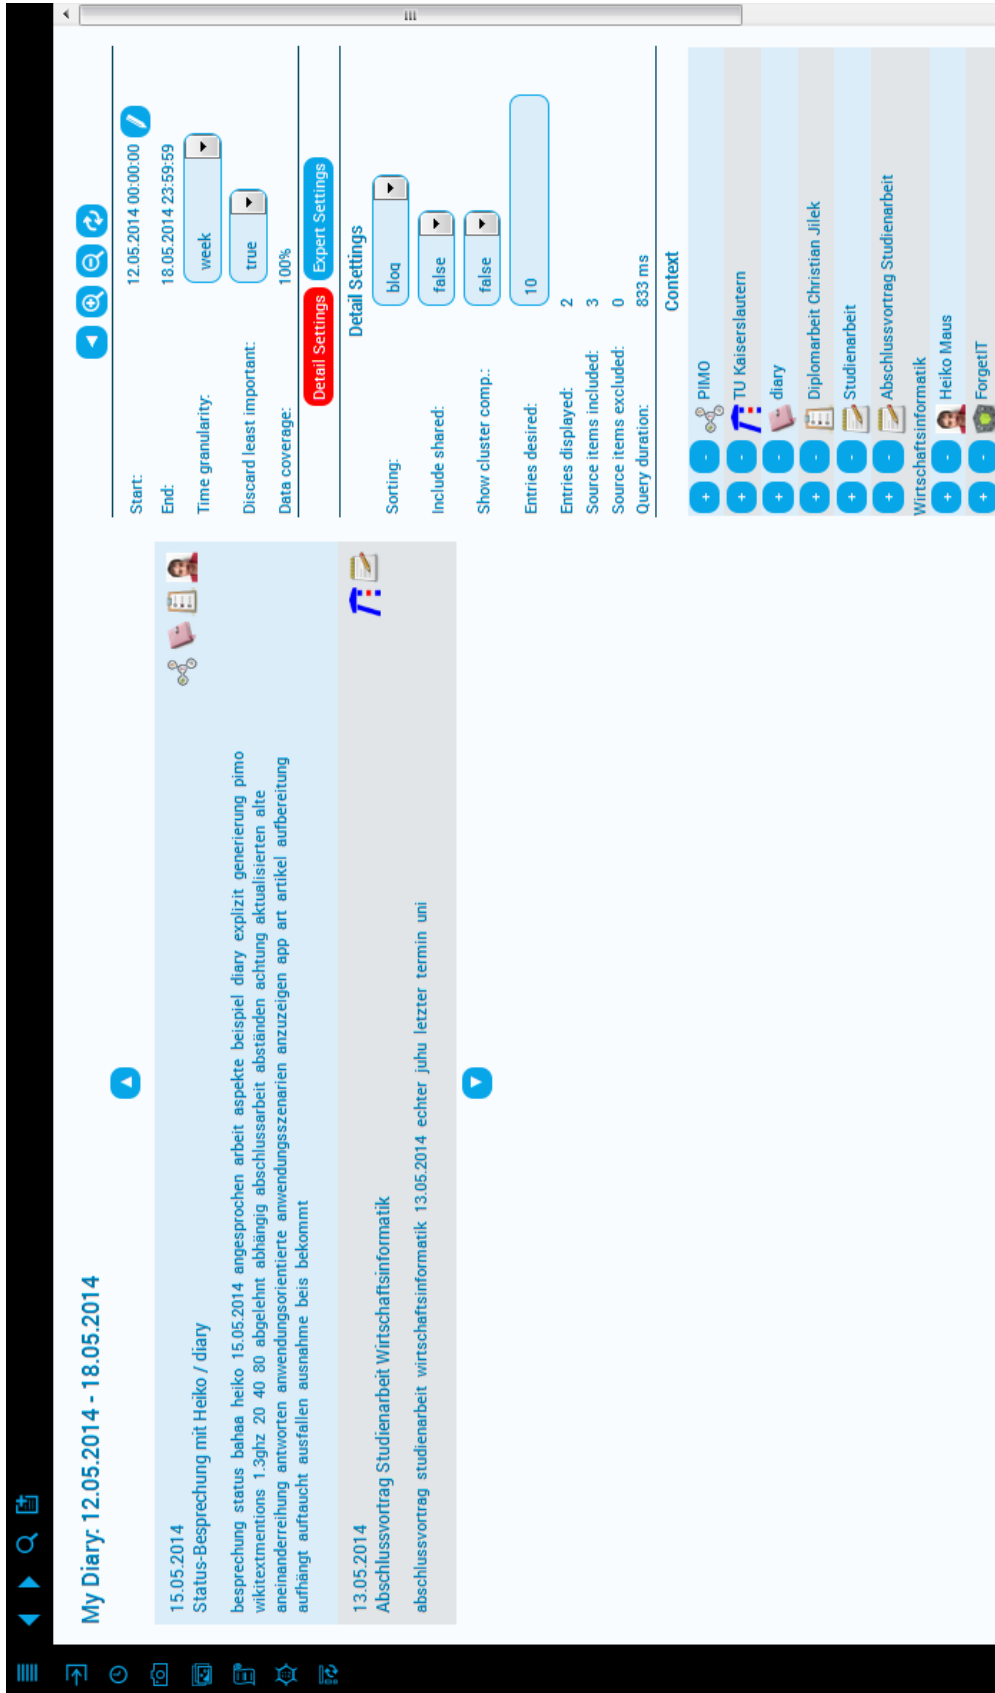 My Diary: 12.05.2014 - 18.05.2014
15.05.2014
Status-Besprechung mit Heiko / diary
besprechung status bahaa heiko 15.05.2014 angesprochen arbeit aspekte beispiel diary explizit generierung pimo
wikitextmentions 1.3ghz 20 40 80 abgelehnt abhängig abschlussarbeit abständen achtung aktualisierten alte
aneinanderreihung antworten anwendungsorientierte anwendungsszenarien anzuzeigen app art artikel aufbereitung
aufhängt auftaucht ausfallen ausnahme beis bekommt
13.05.2014
Abschlussvortrag Studienarbeit Wirtschaftsinformatik
abschlussvortrag studienarbeit wirtschaftsinformatik 13.05.2014 echter juhu letzter termin uni
Start: 12.05.2014 00:00:00
End: 18.05.2014 23:59:59
Time granularity: week
Discard least important: true
Data coverage: 100%
Detail Settings Expert Settings
Detail Settings
Sorting: bloq
Include shared: false
Show cluster comp.: false
Entries desired: 10
Entries displayed: 2
Source items included: 3
Source items excluded: 0
Query duration: 833 ms
Context
+ - PIMO
+ - TU Kaiserslautern
+ - diary
+ - Diplomarbeit Christian Jilek
+ - Studienarbeit
+ - Abschlussvortrag Studienarbeit
Wirtschaftsinformatik
+ - Heiko Maus
+ - ForgetIT